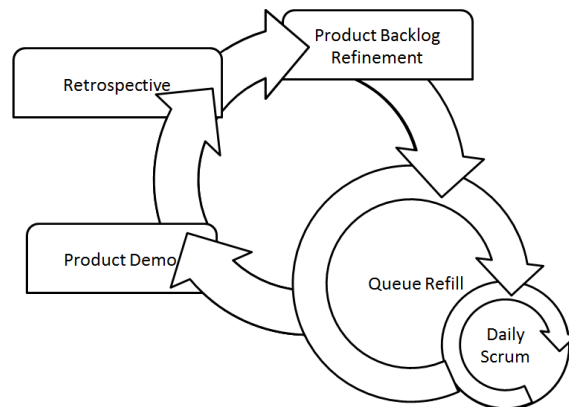 Product Backlog
Refinement
Retrospective
Product Demo
Queue Refill
Daily
Scrum